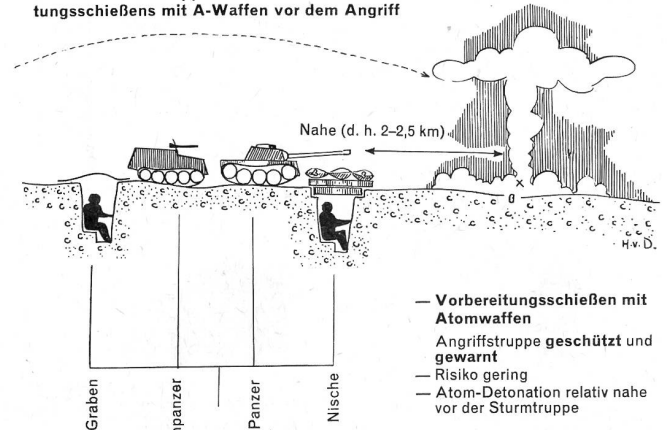 tungsschießens mit A-Waffen vor dem Angriff
Nahe (d. h. 2–2,5 km)
H.v.D.
— Vorbereitungsschießen mit
Atomwaffen
Angriffstruppe geschützt und
gewarnt
— Risiko gering
— Atom-Detonation relativ nahe
vor der Sturmtruppe
Graben
Panzer
Nische